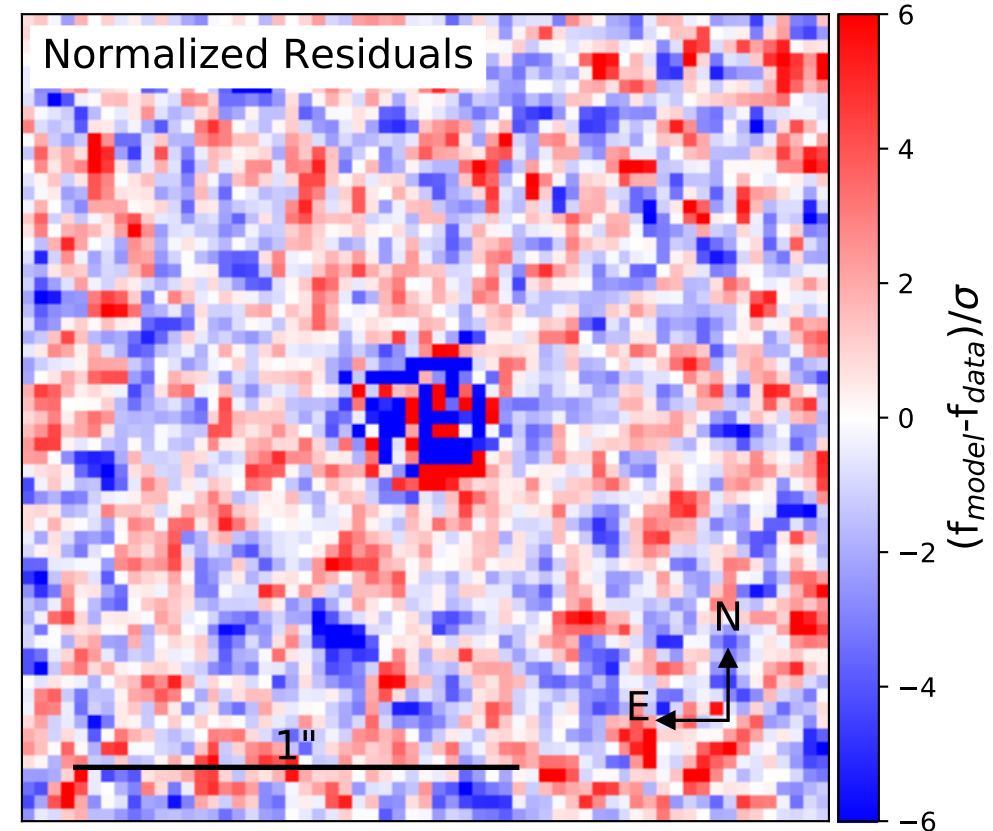 Normalized Residuals
6
4
2
0
−2
−4
−6
(f_model-f_data)/σ
N
E
1"